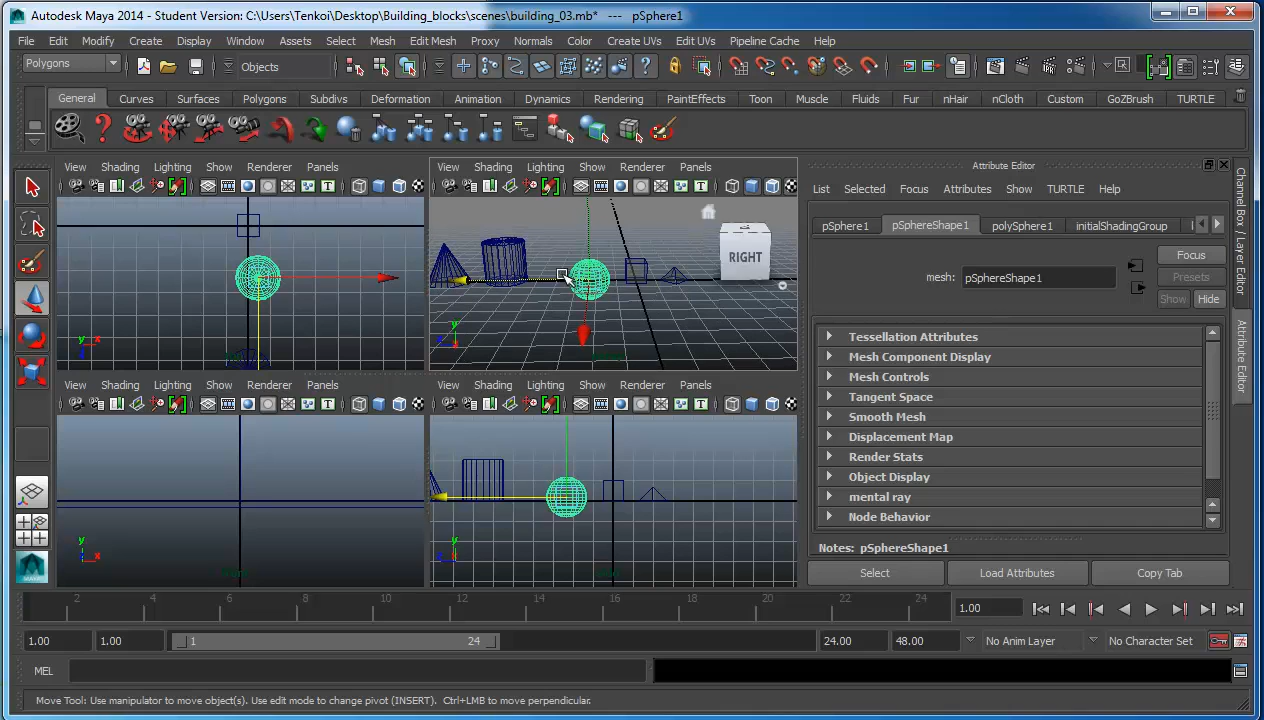 Autodesk Maya 2014 - Student Version: C:\Users\Tenkoi\Desktop\Building_blocks\scenes\building_03.mb* --- pSphere1
File Edit Modify Create Display Window Assets Select Mesh Edit Mesh Proxy Normals Color Create UVs Edit UVs Pipeline Cache Help
Polygons Objects
General Curves Surfaces Polygons Subdivs Deformation Animation Dynamics Rendering PaintEffects Toon Muscle Fluids Fur nHair nCloth Custom GoZBrush TURTLE
View Shading Lighting Show Renderer Panels
View Shading Lighting Show Renderer Panels
RIGHT
y x
y
View Shading Lighting Show Renderer Panels
View Shading Lighting Show Renderer Panels
y x
y
Attribute Editor
List Selected Focus Attributes Show TURTLE Help
pSphere1 pSphereShape1 polySphere1 initialShadingGroup
Focus
mesh: pSphereShape1 Presets
Show Hide
Tessellation Attributes
Mesh Component Display
Mesh Controls
Tangent Space
Smooth Mesh
Displacement Map
Render Stats
Object Display
mental ray
Node Behavior
Notes: pSphereShape1
Select Load Attributes Copy Tab
Channel Box / Layer Editor
Attribute Editor
2 4 6 8 10 12 14 16 18 20 22 24 1.00
1.00 1.00 1 24 24.00 48.00 No Anim Layer No Character Set
MEL
Move Tool: Use manipulator to move object(s). Use edit mode to change pivot (INSERT). Ctrl+LMB to move perpendicular.